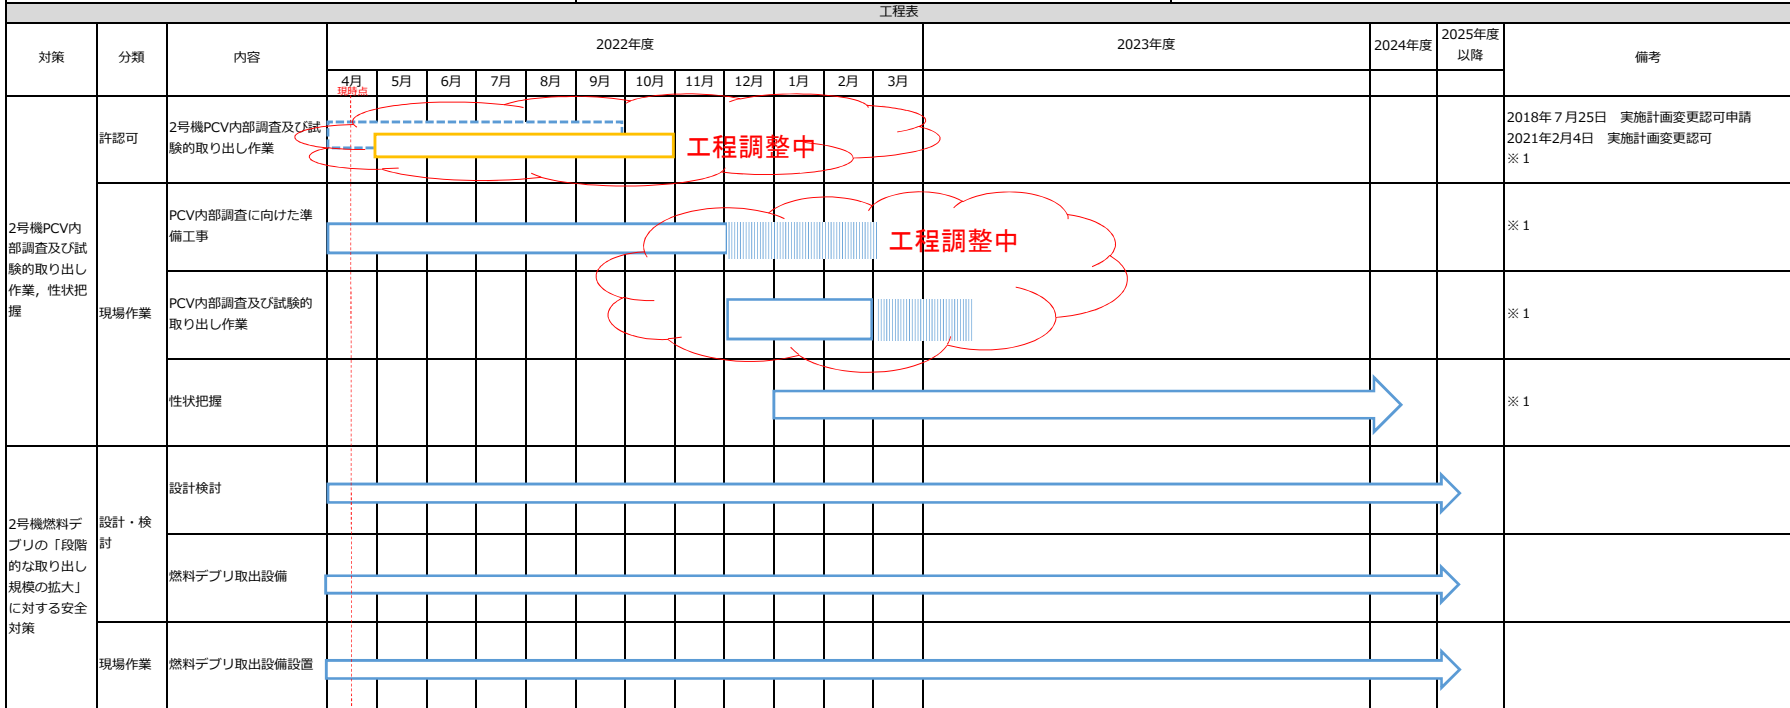 工程表
対策
分類
内容
2022年度
2023年度
2024年度
2025年度
以降
備考
4月
5月
6月
7月
8月
9月
10月
11月
12月
1月
2月
3月
現時点
2号機PCV内
部調査及び試
験的取り出し
作業，性状把
握
許認可
2号機PCV内部調査及び試
験的取り出し作業
工程調整中
2018年７月25日　実施計画変更認可申請
2021年2月4日　実施計画変更認可
※１
現場作業
PCV内部調査に向けた準
備工事
工程調整中
※１
PCV内部調査及び試験的
取り出し作業
※１
性状把握
※１
2号機燃料デ
ブリの「段階
的な取り出し
規模の拡大」
に対する安全
対策
設計・検
討
設計検討
燃料デブリ取出設備
現場作業
燃料デブリ取出設備設置